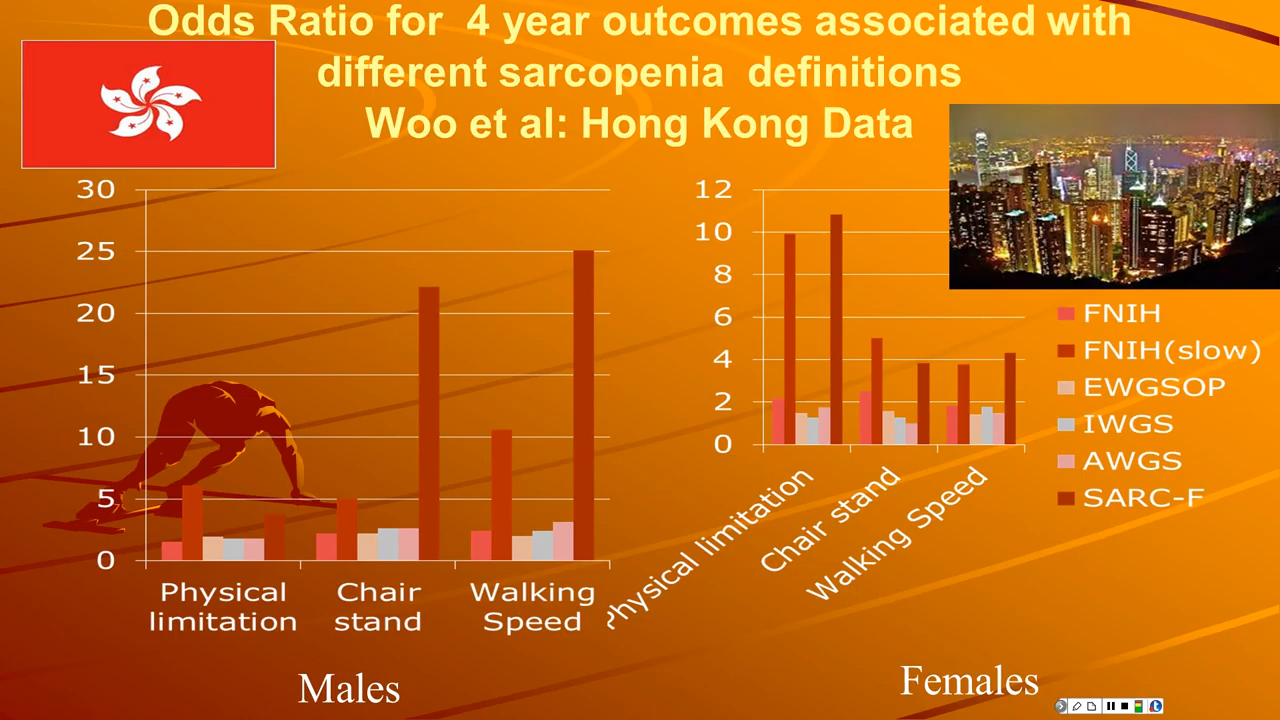 Odds Ratio for  4 year outcomes associated with
different sarcopenia  definitions
Woo et al: Hong Kong Data
30
25
20
15
10
5
0
Physical
limitation
Chair
stand
Walking
Speed
Males
12
10
8
6
4
2
0
Physical limitation
Chair stand
Walking Speed
Females
FNIH
FNIH(slow)
EWGSOP
IWGS
AWGS
SARC-F